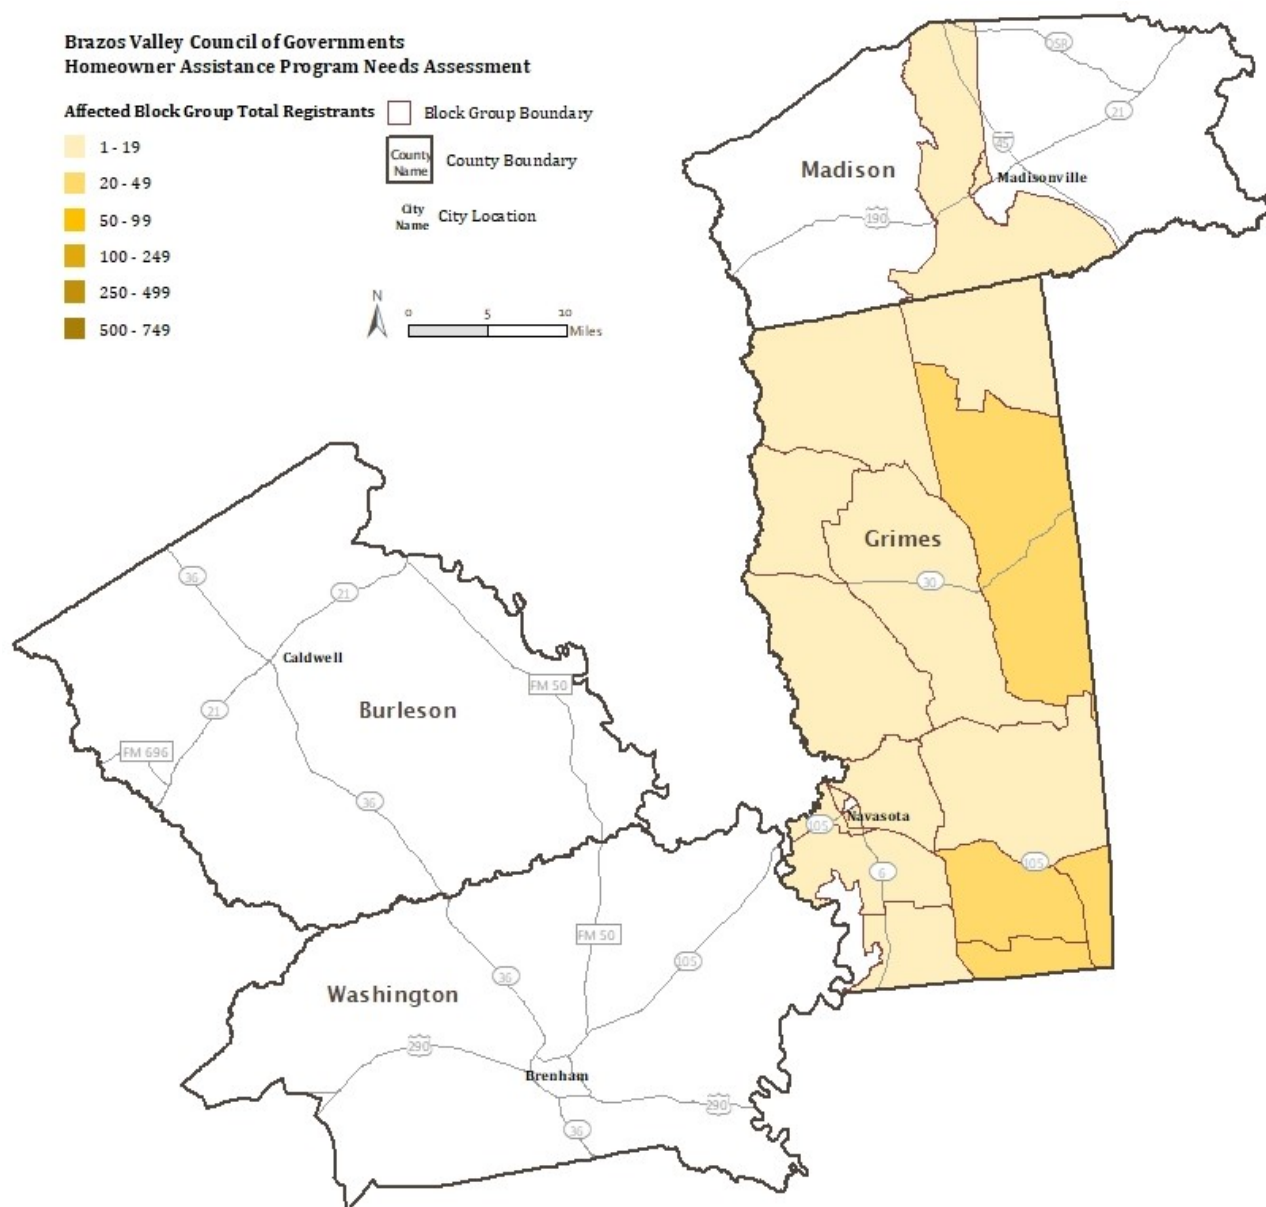 Brazos Valley Council of Governments
Homeowner Assistance Program Needs Assessment
Affected Block Group Total Registrants
1 - 19
20 - 49
50 - 99
100 - 249
250 - 499
500 - 749
Block Group Boundary
County
Name
County Boundary
City
Name
City Location
N
0 5 10
Miles
OSR
21
45
Madison
Madisonville
190
Grimes
30
36
21
Caldwell
FM 50
Burleson
21
FM 696
36
105
Navasota
105
6
FM 50
105
36
Washington
290
Brenham
290
36